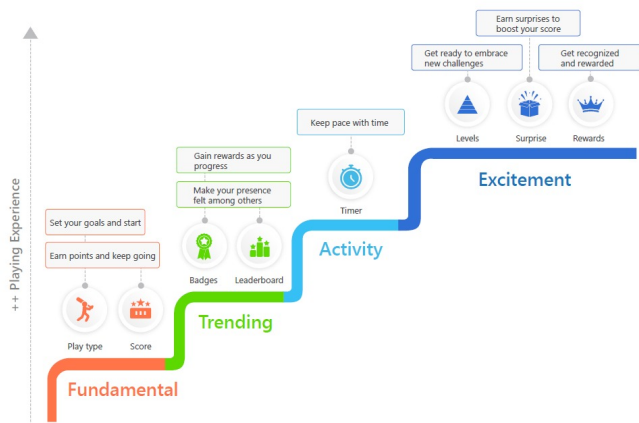 Earn surprises to
boost your score
Get ready to embrace
new challenges
Get recognized
and rewarded
Levels
Surprise
Rewards
Excitement
Keep pace with time
Timer
Activity
Gain rewards as you
progress
Make your presence
felt among others
Badges
Leaderboard
Trending
Set your goals and start
Earn points and keep going
Play type
Score
Fundamental
++ Playing Experience